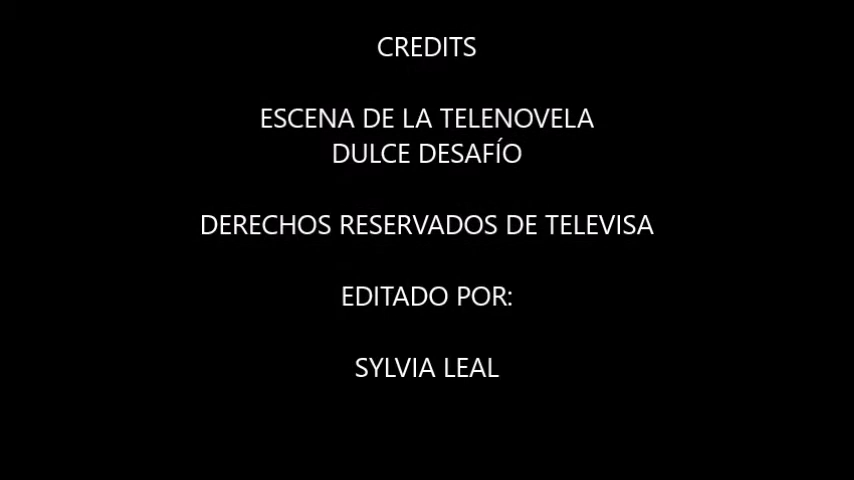 CREDITS
ESCENA DE LA TELENOVELA
DULCE DESAFÍO
DERECHOS RESERVADOS DE TELEVISA
EDITADO POR:
SYLVIA LEAL